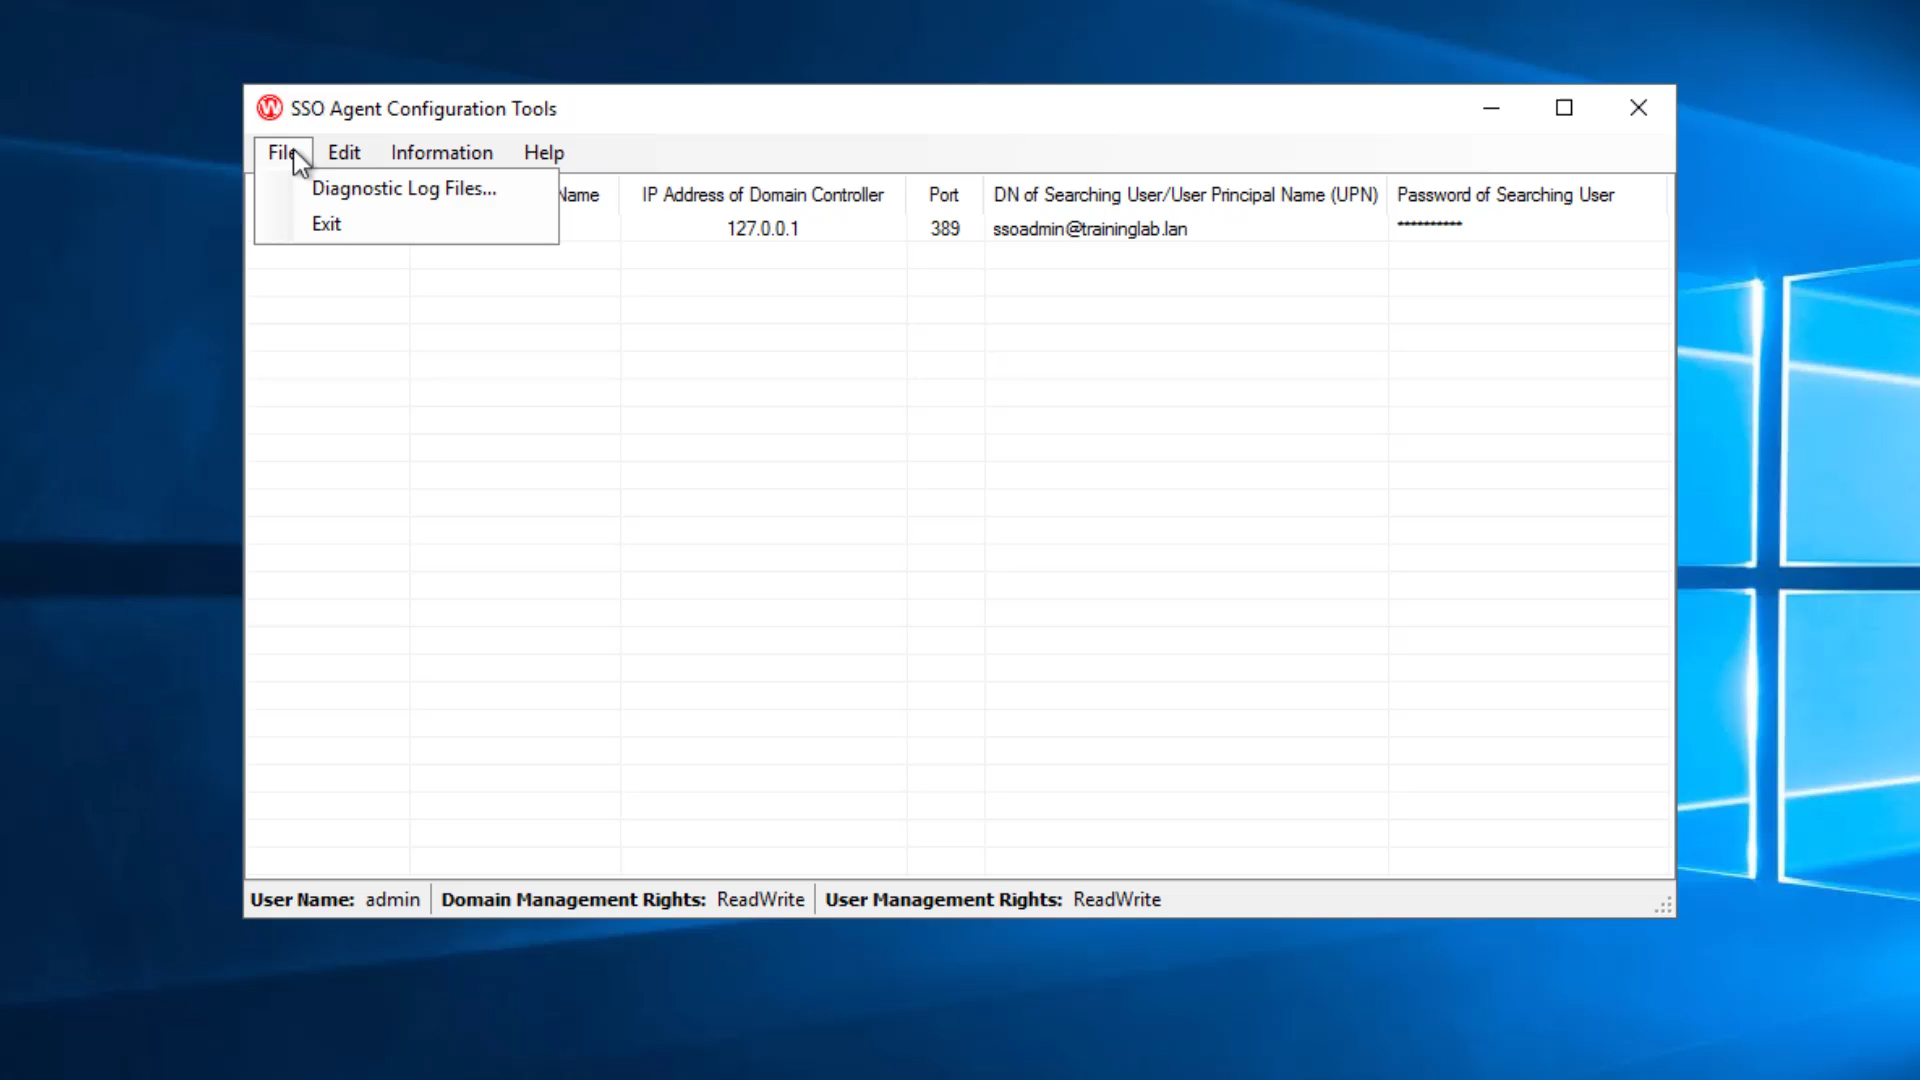 SSO Agent Configuration Tools
File Edit Information Help
Diagnostic Log Files...
Exit
Name IP Address of Domain Controller Port DN of Searching User/User Principal Name (UPN) Password of Searching User
127.0.0.1 389 ssoadmin@traininglab.lan **********
User Name: admin Domain Management Rights: ReadWrite User Management Rights: ReadWrite